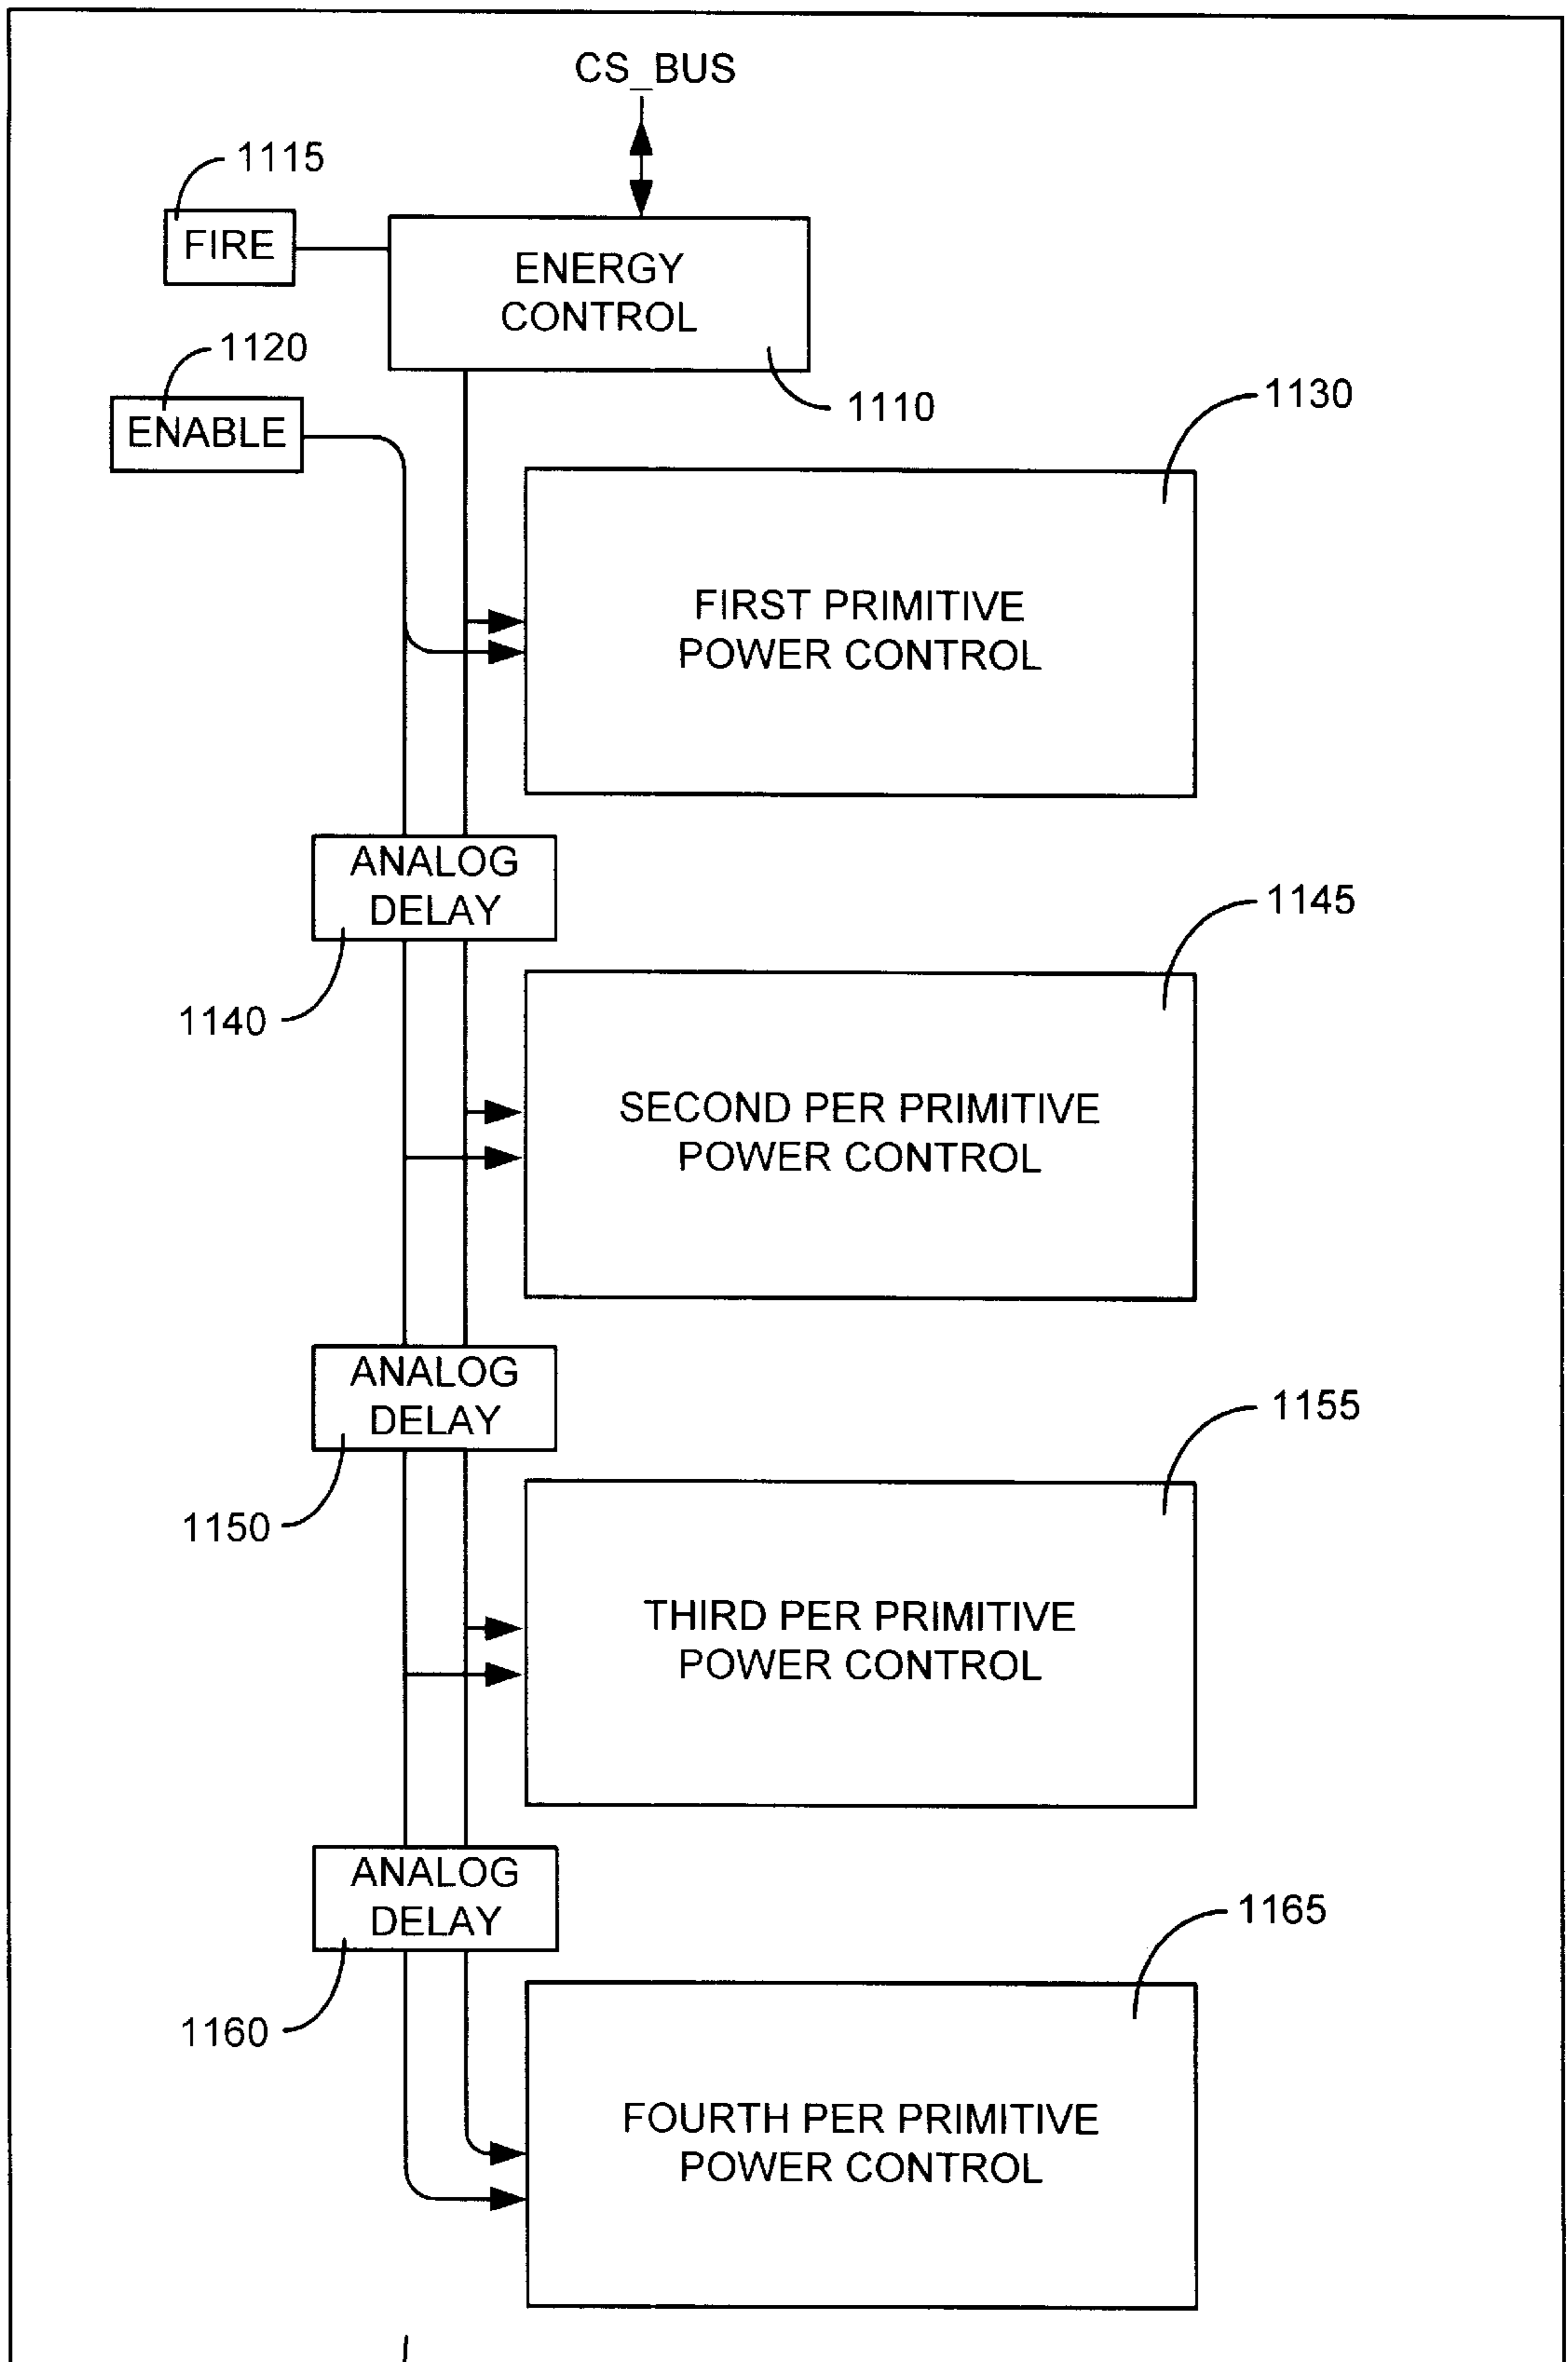 CS_BUS
1115
FIRE
ENERGY
CONTROL
1120
ENABLE
1110
1130
FIRST PRIMITIVE
POWER CONTROL
ANALOG
DELAY
1145
1140
SECOND PER PRIMITIVE
POWER CONTROL
ANALOG
DELAY
1155
1150
THIRD PER PRIMITIVE
POWER CONTROL
ANALOG
DELAY
1165
1160
FOURTH PER PRIMITIVE
POWER CONTROL